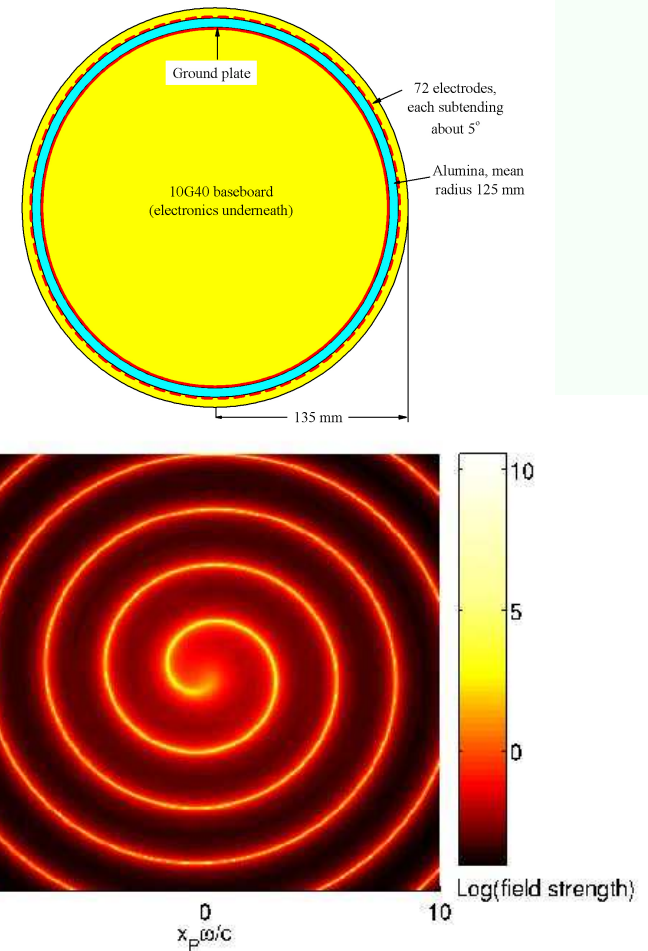 Ground plate
72 electrodes,
each subtending
about 5°
Alumina, mean
radius 125 mm
10G40 baseboard
(electronics underneath)
135 mm
10
5
0
Log(field strength)
0
10
x_P ω/c